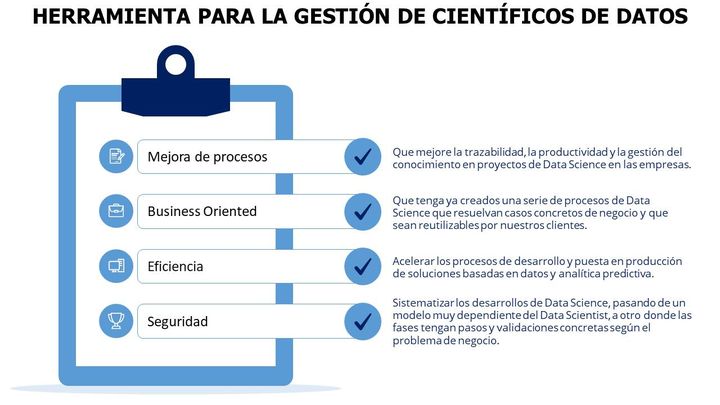 HERRAMIENTA PARA LA GESTIÓN DE CIENTÍFICOS DE DATOS
Mejora de procesos
Que mejore la trazabilidad, la productividad y la gestión del
conocimiento en proyectos de Data Science en las empresas.
Business Oriented
Que tenga ya creados una serie de procesos de Data
Science que resuelvan casos concretos de negocio y que
sean reutilizables por nuestros clientes.
Eficiencia
Acelerar los procesos de desarrollo y puesta en producción
de soluciones basadas en datos y analítica predictiva.
Seguridad
Sistematizar los desarrollos de Data Science, pasando de un
modelo muy dependiente del Data Scientist, a otro donde las
fases tengan pasos y validaciones concretas según el
problema de negocio.